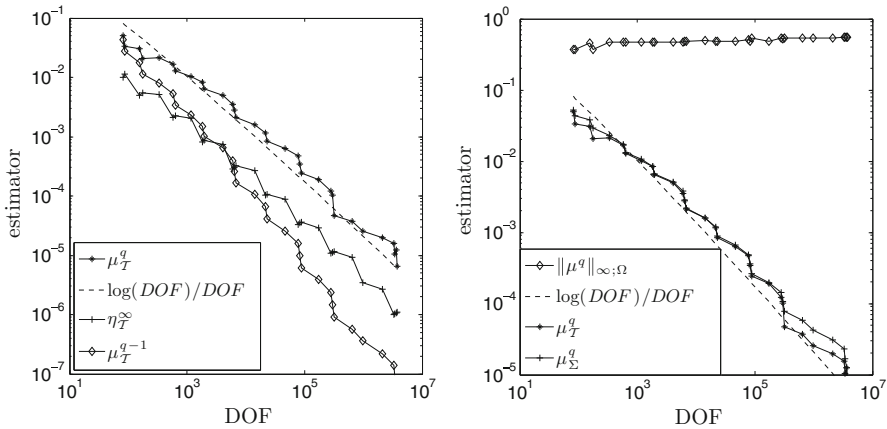 10^{-1}
10^{-2}
10^{-3}
10^{-4}
10^{-5}
10^{-6}
10^{-7}
estimator
μ_𝒯^q
log(DOF)/DOF
η_𝒯^∞
μ_𝒯^{q−1}
10^1
10^3
10^5
10^7
DOF
10^0
10^{-1}
10^{-2}
10^{-3}
10^{-4}
10^{-5}
estimator
‖μ^q‖_{∞;Ω}
log(DOF)/DOF
μ_𝒯^q
μ_Σ^q
10^1
10^3
10^5
10^7
DOF